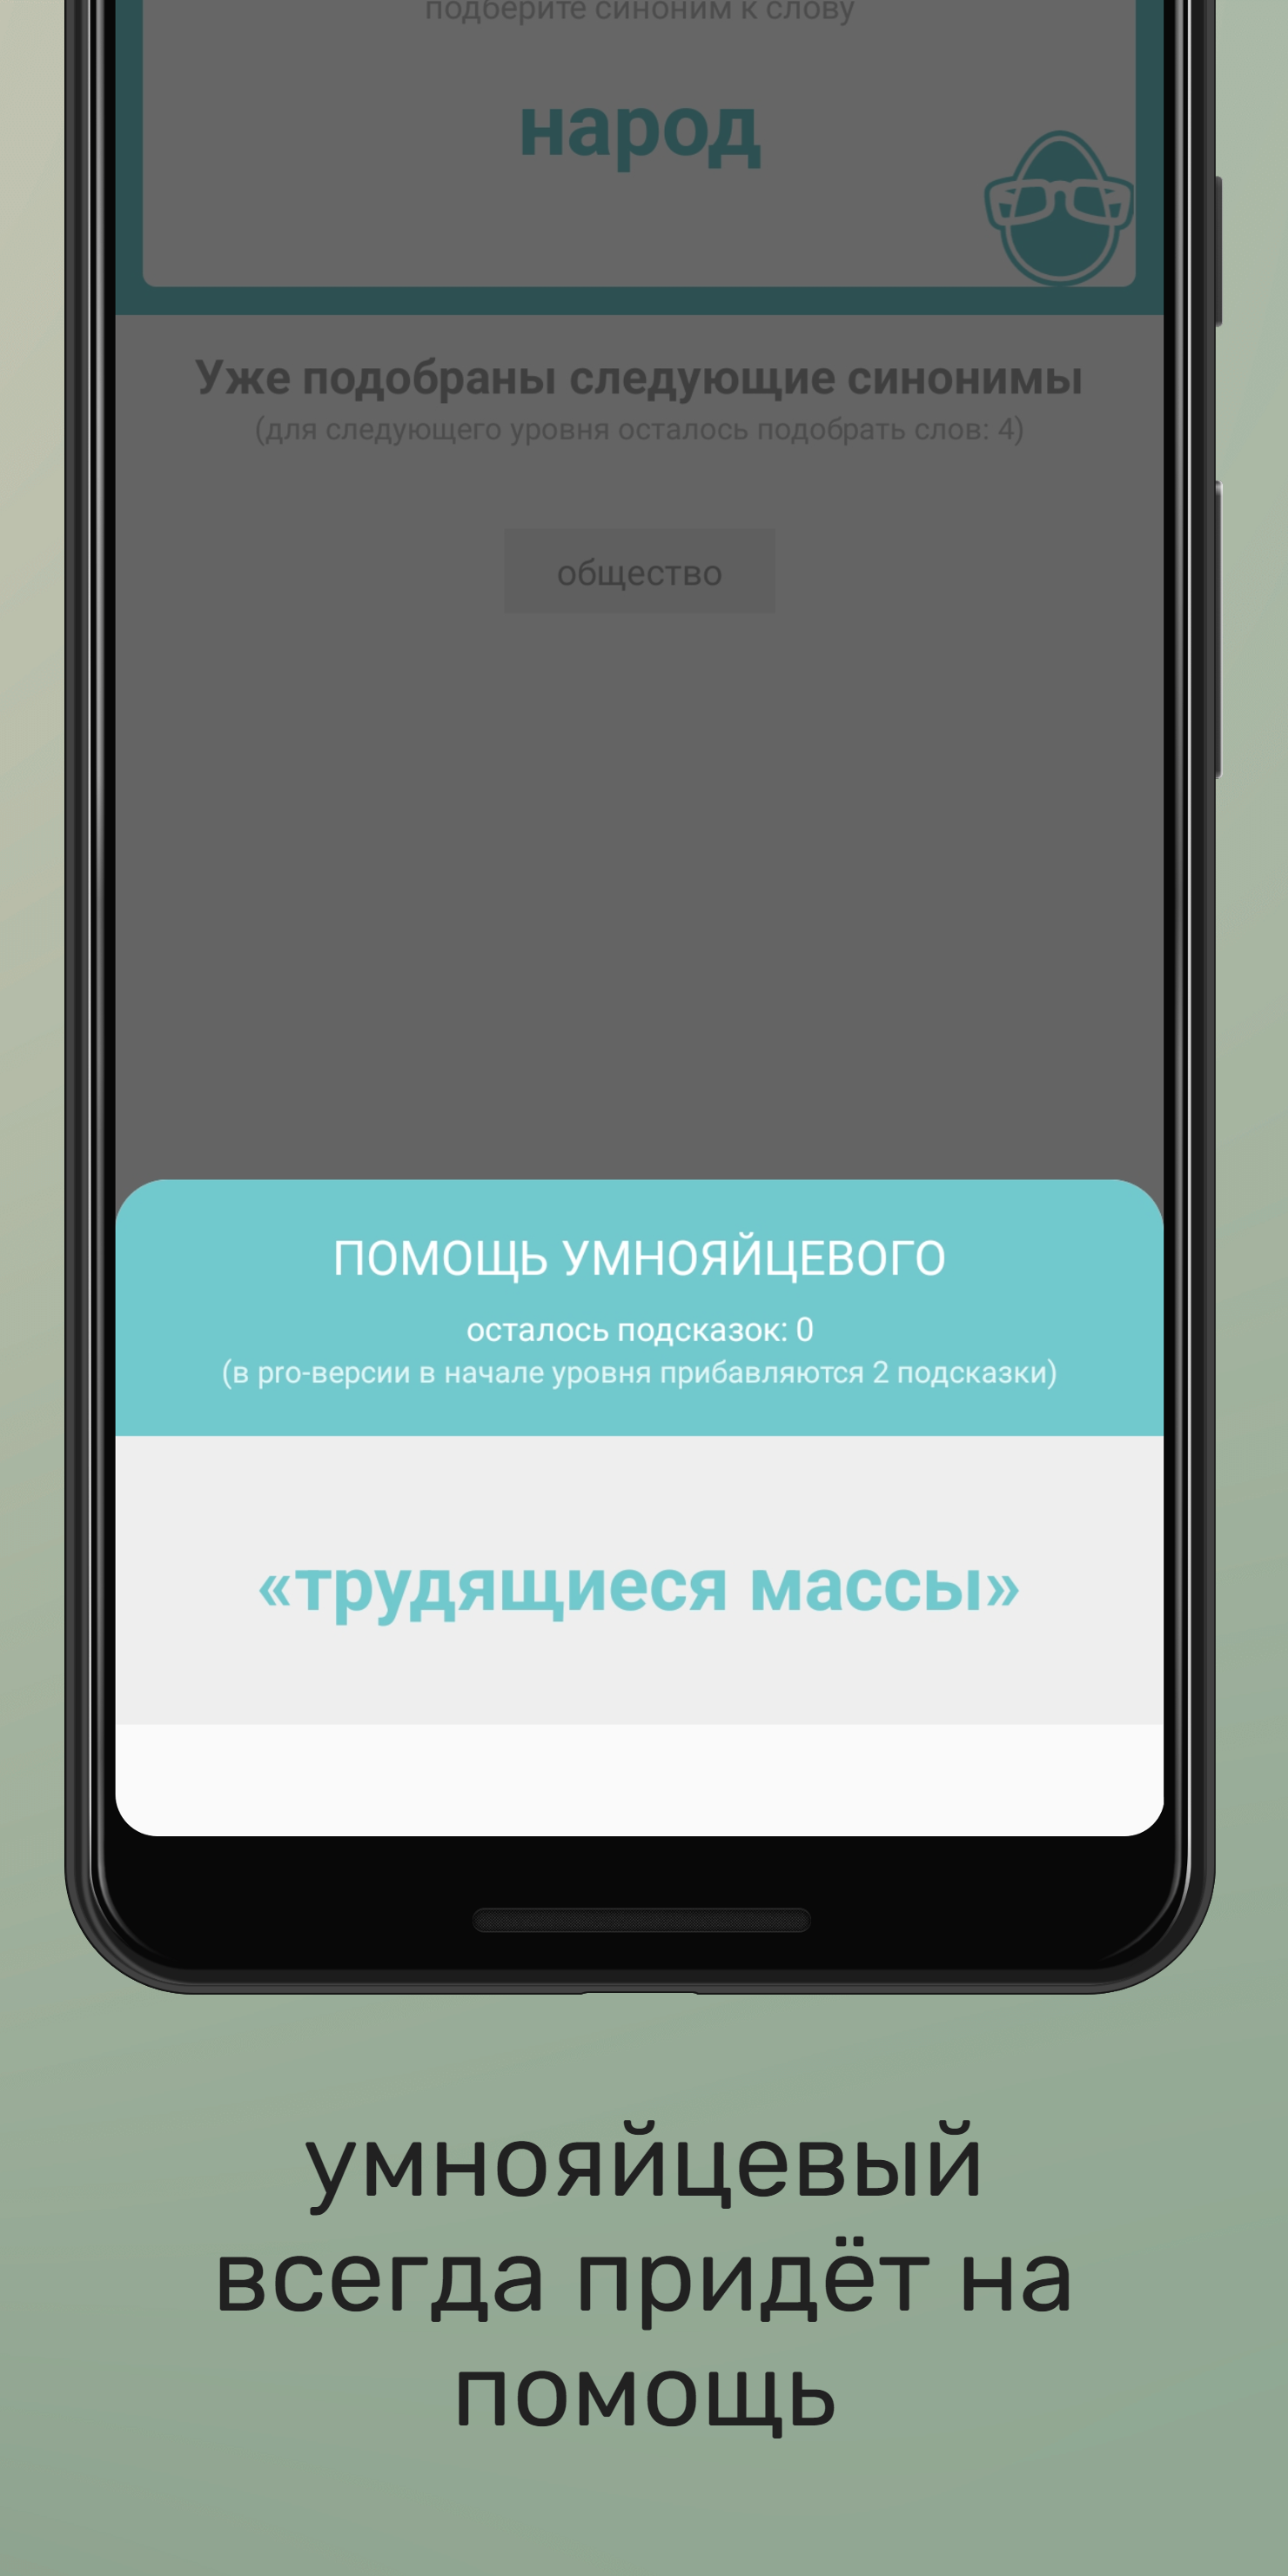 подберите синоним к слову
народ
Уже подобраны следующие синонимы
(для следующего уровня осталось подобрать слов: 4)
общество
ПОМОЩЬ УМНОЯЙЦЕВОГО
осталось подсказок: 0
(в pro-версии в начале уровня прибавляются 2 подсказки)
«трудящиеся массы»
умнояйцевый
всегда придёт на
помощь